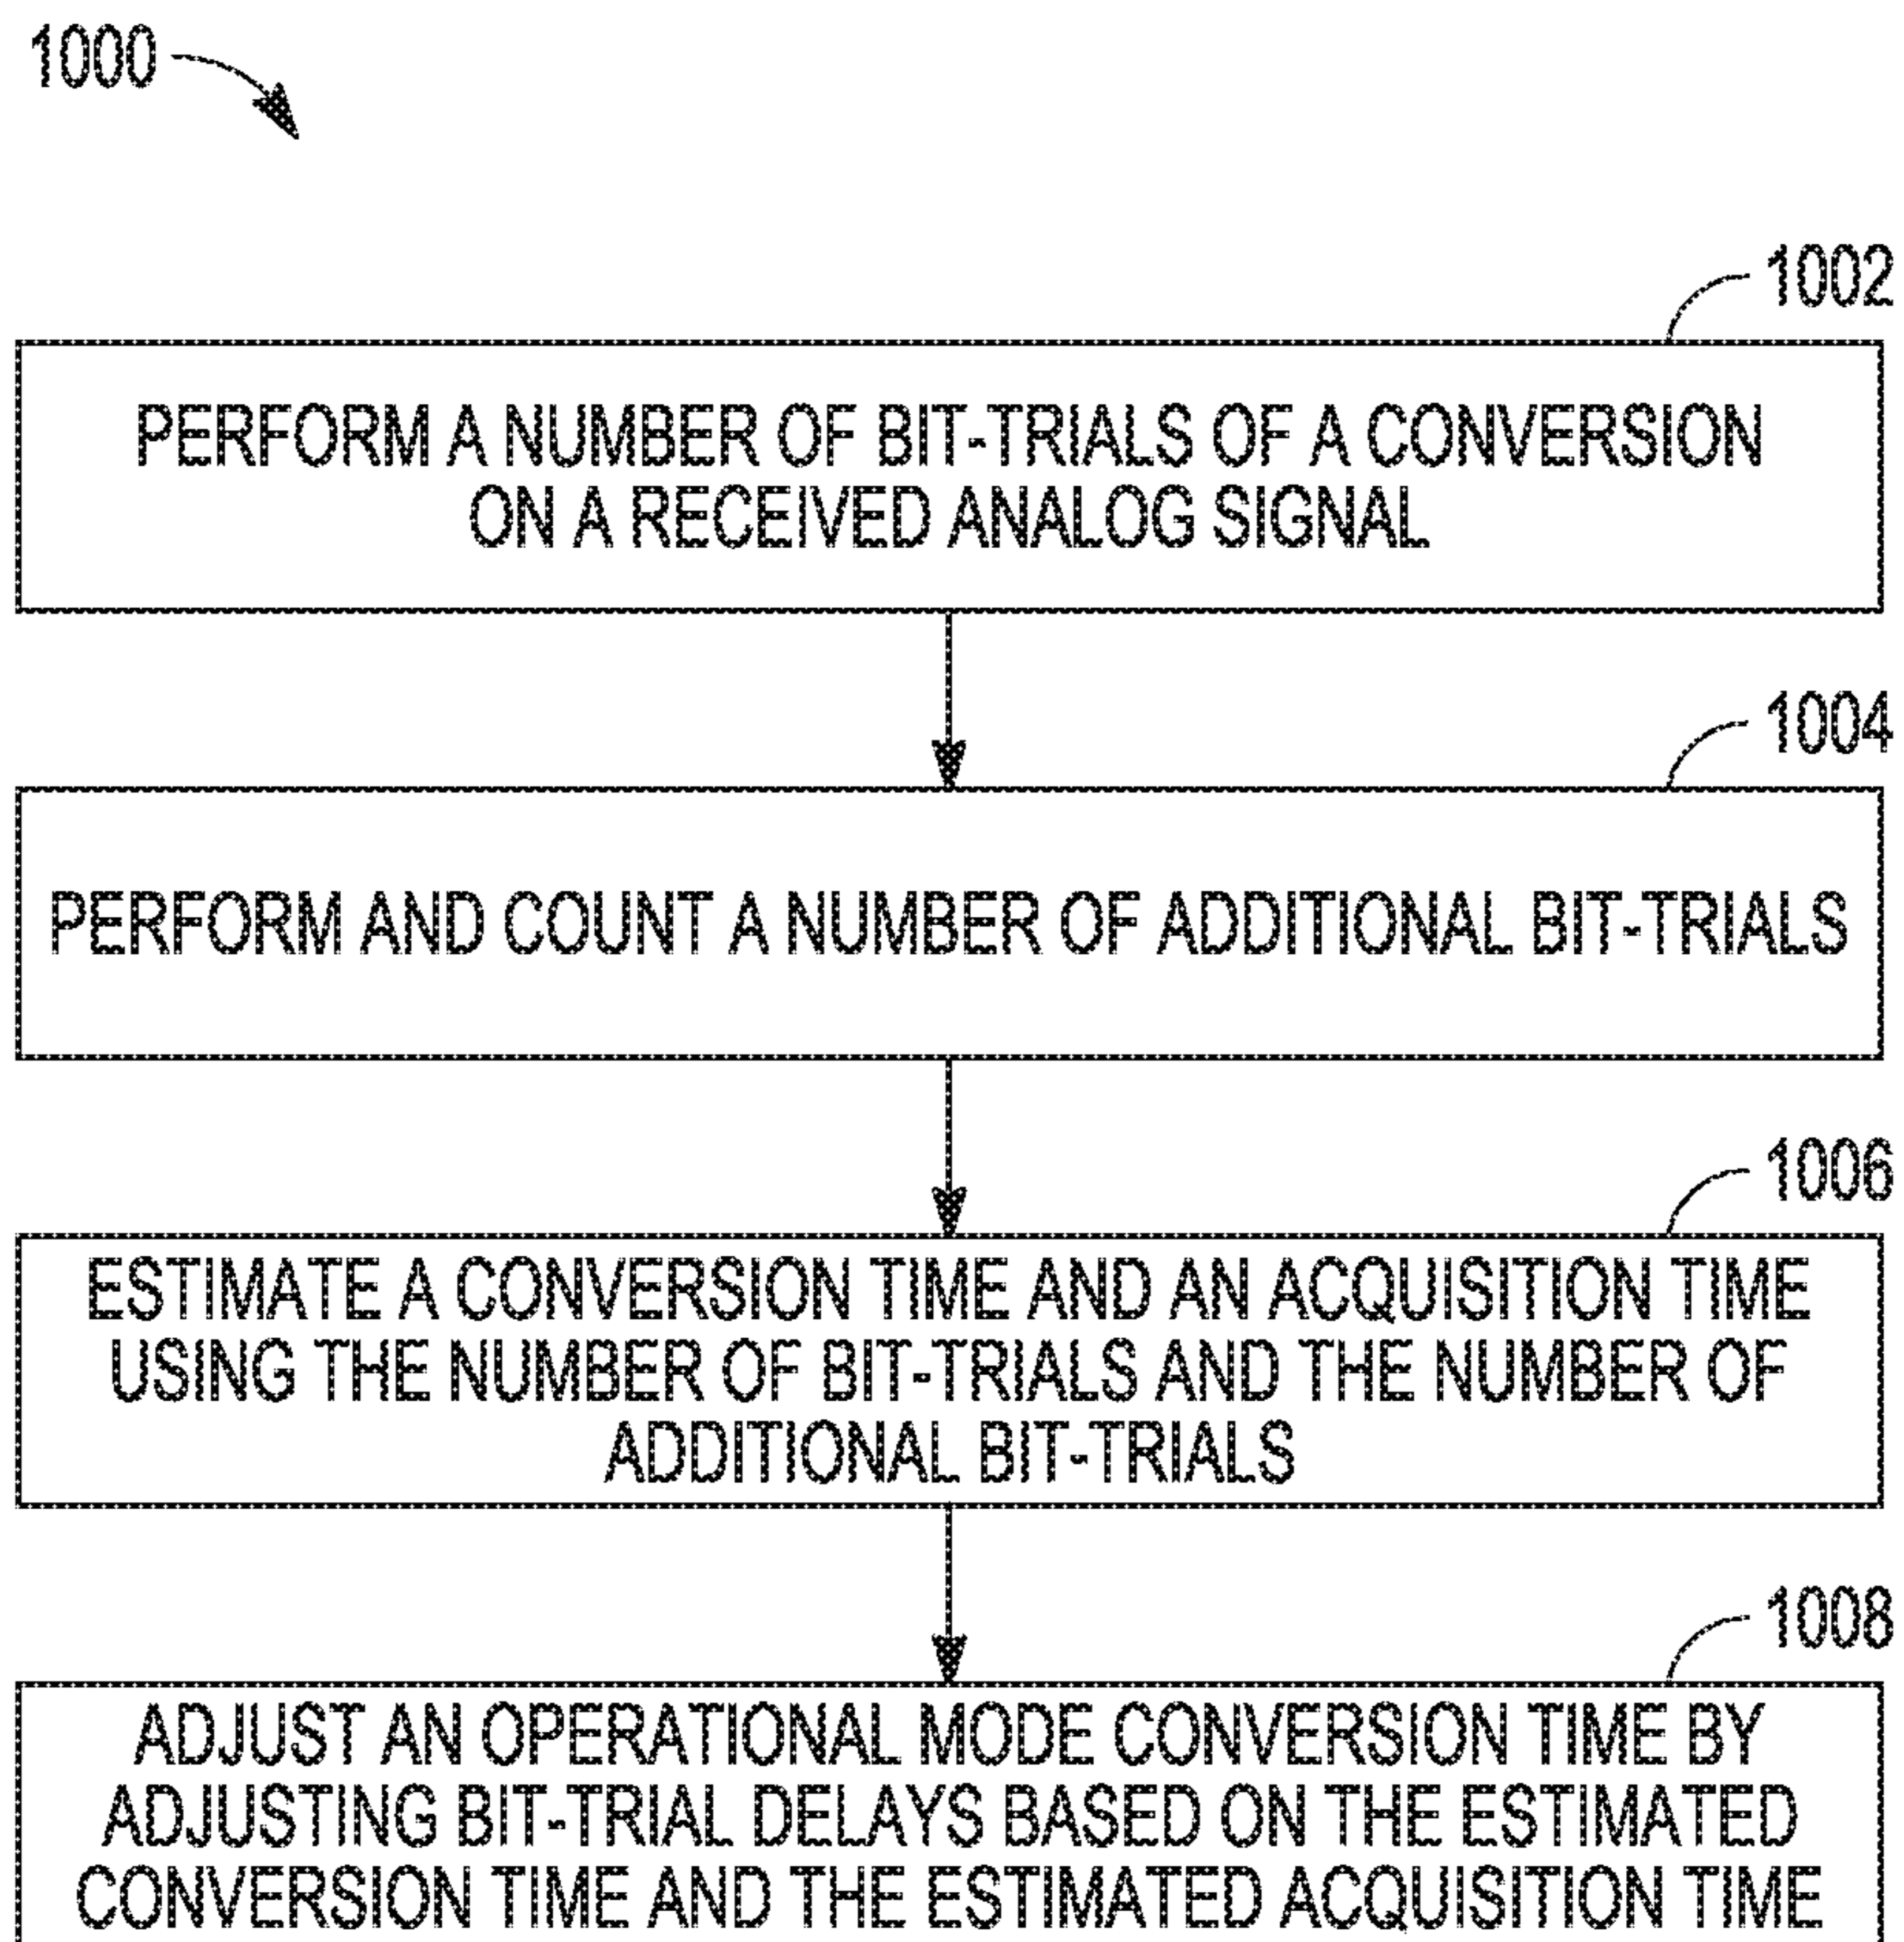 1000
1002
PERFORM A NUMBER OF BIT-TRIALS OF A CONVERSION
ON A RECEIVED ANALOG SIGNAL
1004
PERFORM AND COUNT A NUMBER OF ADDITIONAL BIT-TRIALS
1006
ESTIMATE A CONVERSION TIME AND AN ACQUISITION TIME
USING THE NUMBER OF BIT-TRIALS AND THE NUMBER OF
ADDITIONAL BIT-TRIALS
1008
ADJUST AN OPERATIONAL MODE CONVERSION TIME BY
ADJUSTING BIT-TRIAL DELAYS BASED ON THE ESTIMATED
CONVERSION TIME AND THE ESTIMATED ACQUISITION TIME